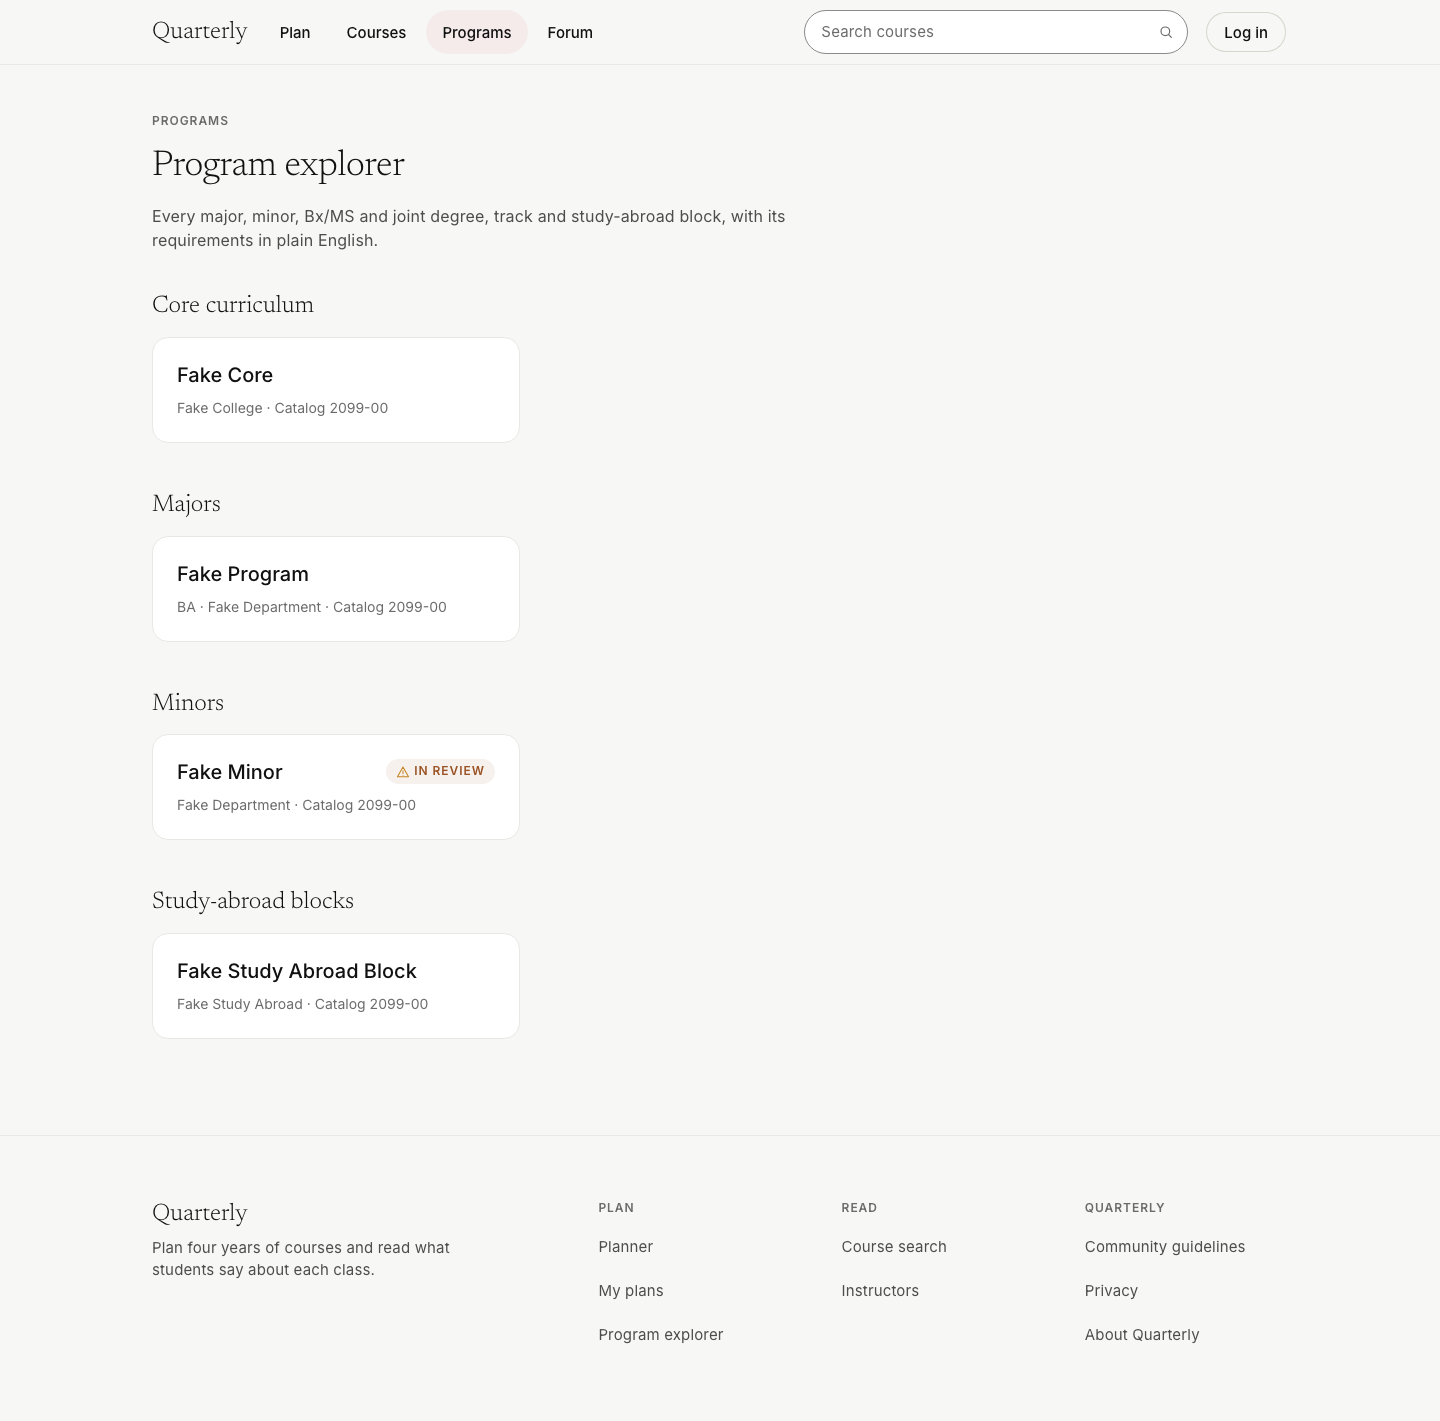 Quarterly
Plan
Courses
Programs
Forum
Search courses
Log in
PROGRAMS
Program explorer
Every major, minor, Bx/MS and joint degree, track and study-abroad block, with its
requirements in plain English.
Core curriculum
Fake Core
Fake College · Catalog 2099-00
Majors
Fake Program
BA · Fake Department · Catalog 2099-00
Minors
Fake Minor
IN REVIEW
Fake Department · Catalog 2099-00
Study-abroad blocks
Fake Study Abroad Block
Fake Study Abroad · Catalog 2099-00
Quarterly
Plan four years of courses and read what
students say about each class.
PLAN
Planner
My plans
Program explorer
READ
Course search
Instructors
QUARTERLY
Community guidelines
Privacy
About Quarterly